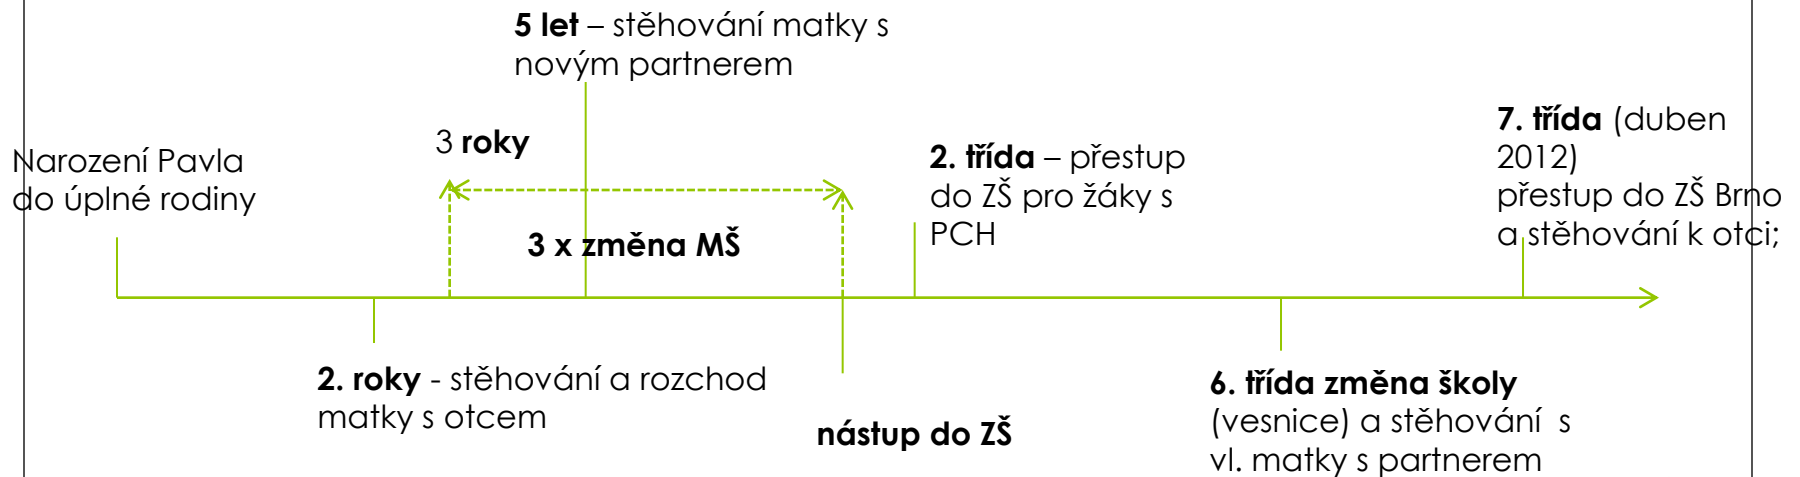 5 let – stěhování matky s
novým partnerem
Narození Pavla
do úplné rodiny
3 roky
3 x změna MŠ
2. třída – přestup
do ZŠ pro žáky s
PCH
7. třída (duben
2012)
přestup do ZŠ Brno
a stěhování k otci;
2. roky - stěhování a rozchod
matky s otcem
nástup do ZŠ
6. třída změna školy
(vesnice) a stěhování s
vl. matky s partnerem